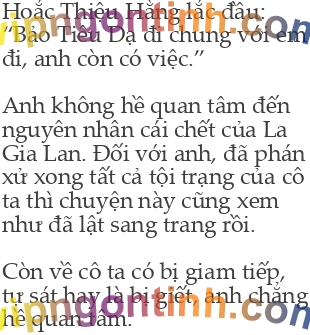 Hoắc Thiệu Hằng lắc đầu:
“Bảo Tiểu Dạ đi chung với em
đi, anh còn có việc.”
Anh không hề quan tâm đến
nguyên nhân cái chết của La
Gia Lan. Đối với anh, đã phán
xử xong tất cả tội trạng của cô
ta thì chuyện này cũng xem
như đã lật sang trang rồi.
Còn về cô ta có bị giam tiếp,
tự sát hay là bị giết, anh chẳng
hề quan tâm.
vipngontinh.com
vipngontinh.com